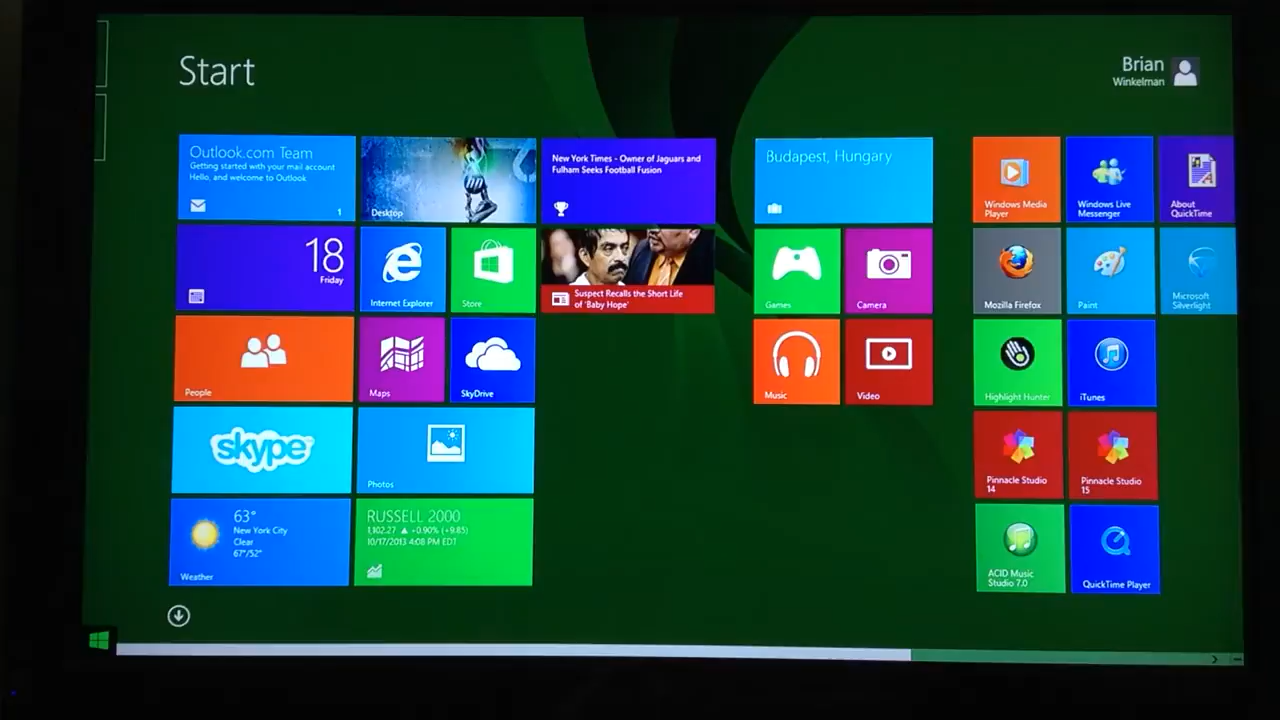 Start
Brian
Winkelman
Outlook.com Team
Getting started with your mail account
Hello, and welcome to Outlook
1
Desktop
New York Times - Owner of Jaguars and
Fulham Seeks Football Fusion
Budapest, Hungary
Windows Media
Player
Windows Live
Messenger
About
QuickTime
18
Friday
Internet Explorer
Store
Suspect Recalls the Short Life
of 'Baby Hope'
Games
Camera
Mozilla Firefox
Paint
Microsoft
Silverlight
People
Maps
SkyDrive
Music
Video
Highlight Hunter
iTunes
skype
Photos
Pinnacle Studio
14
Pinnacle Studio
15
63°
New York City
Clear
67°/52°
Weather
RUSSELL 2000
1,102.27 ▲ +0.90% (+9.85)
10/17/2013 4:08 PM EDT
ACID Music
Studio 7.0
QuickTime Player